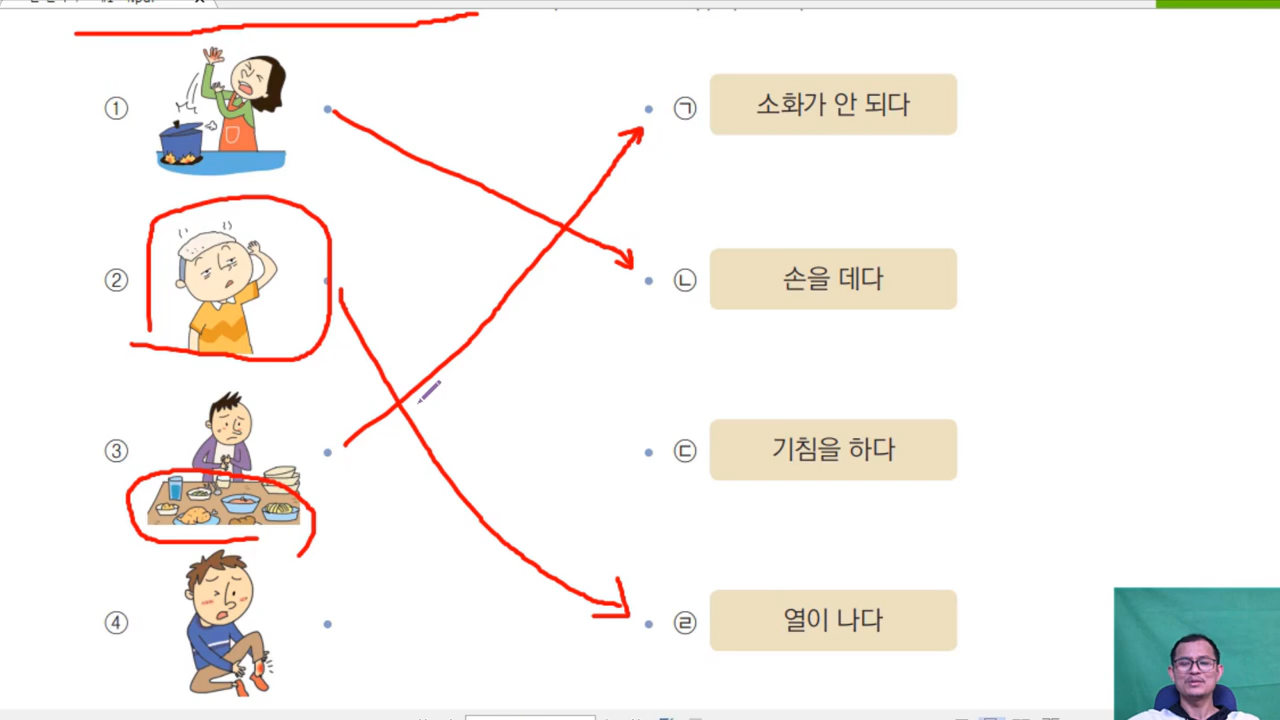 ① ㉠ 소화가 안 되다
② ㉡ 손을 데다
③ ㉢ 기침을 하다
④ ㉣ 열이 나다